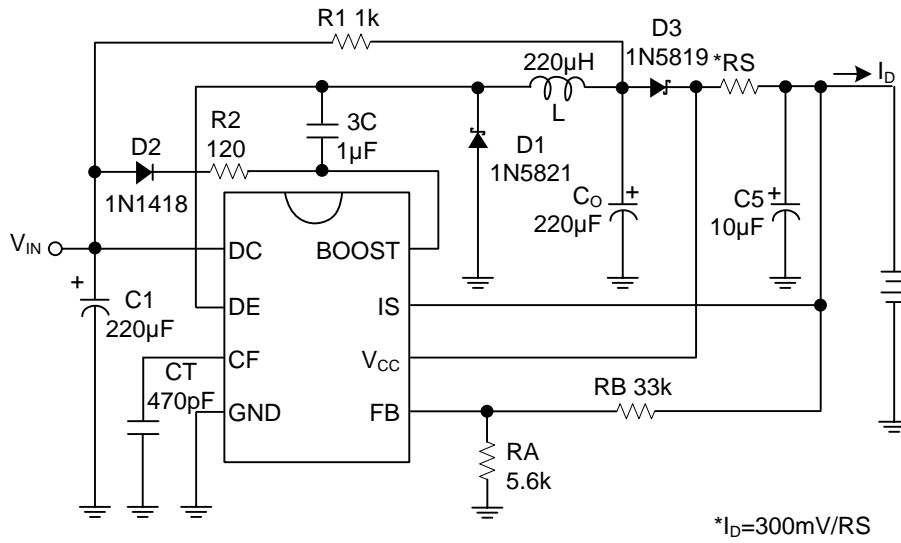 R1 1k
D3
1N5819
*RS
220µH
L
I_D
3C
1µF
R2
120
D2
1N1418
D1
1N5821
C_O
220µF
C5
10µF
+
+
+
V_IN
C1
220µF
DC
BOOST
DE
IS
CF
V_CC
GND
FB
CT
470pF
RB 33k
RA
5.6k
*I_D=300mV/RS